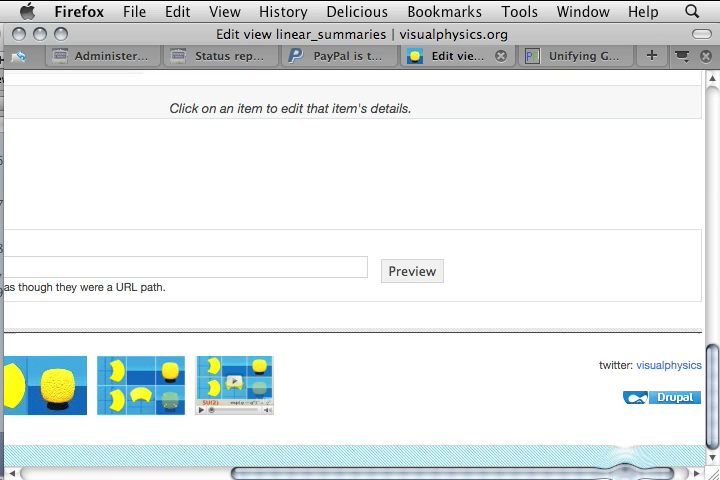 Firefox File Edit View History Delicious Bookmarks Tools Window Help
Edit view linear_summaries | visualphysics.org
Administer... Status rep... PayPal is t... Edit vie... Unifying G...
Click on an item to edit that item's details.
Preview
as though they were a URL path.
twitter: visualphysics
SU(2)
Drupal